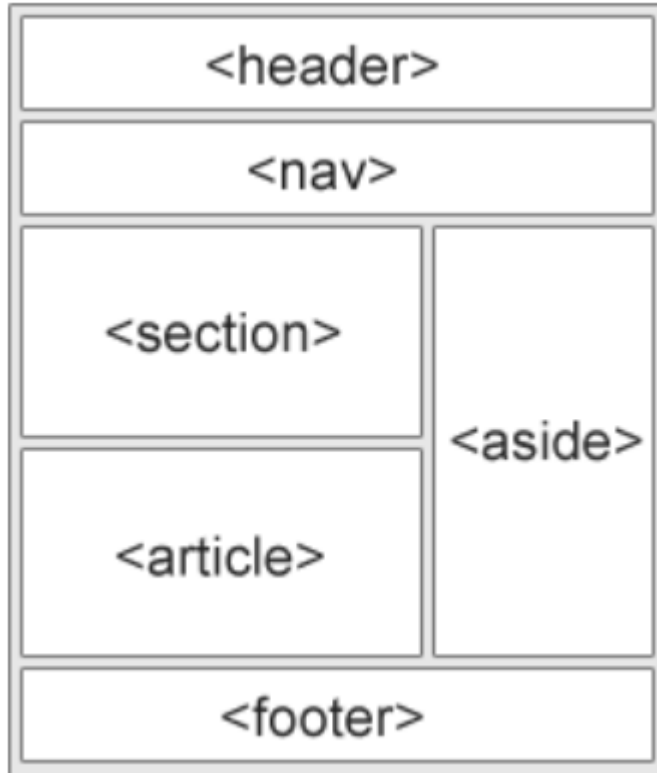 <header>
<nav>
<section>
<aside>
<article>
<footer>